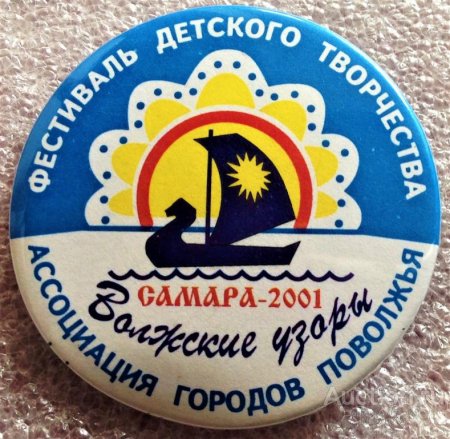 ФЕСТИВАЛЬ ДЕТСКОГО ТВОРЧЕСТВА
САМАРА-2001
Волжские узоры
АССОЦИАЦИЯ ГОРОДОВ ПОВОЛЖЬЯ